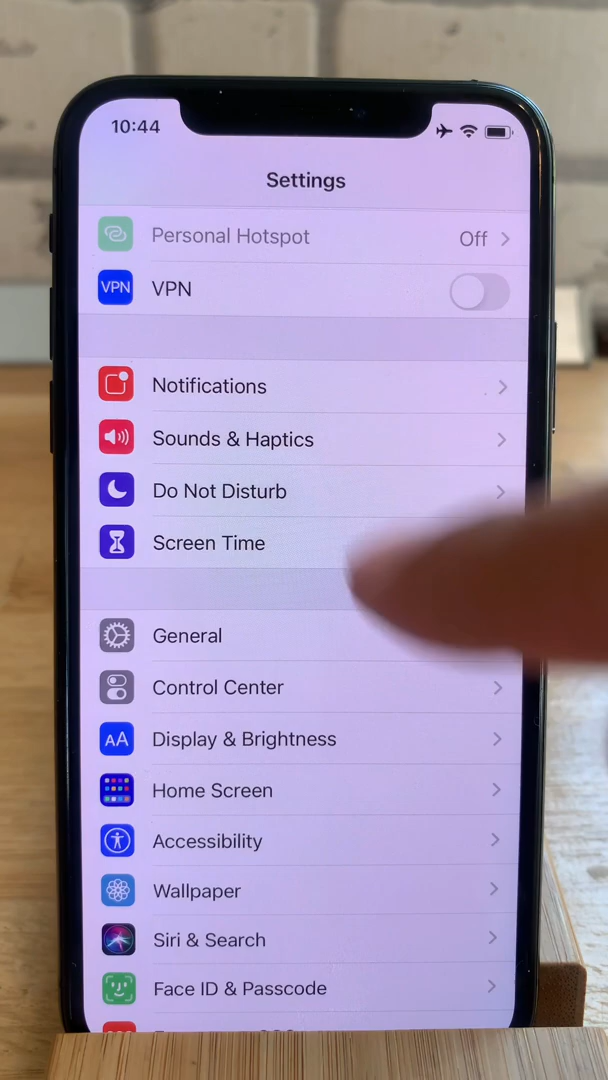 10:44
Settings
Personal Hotspot Off
VPN VPN
Notifications
Sounds & Haptics
Do Not Disturb
Screen Time
General
Control Center
AA Display & Brightness
Home Screen
Accessibility
Wallpaper
Siri & Search
Face ID & Passcode